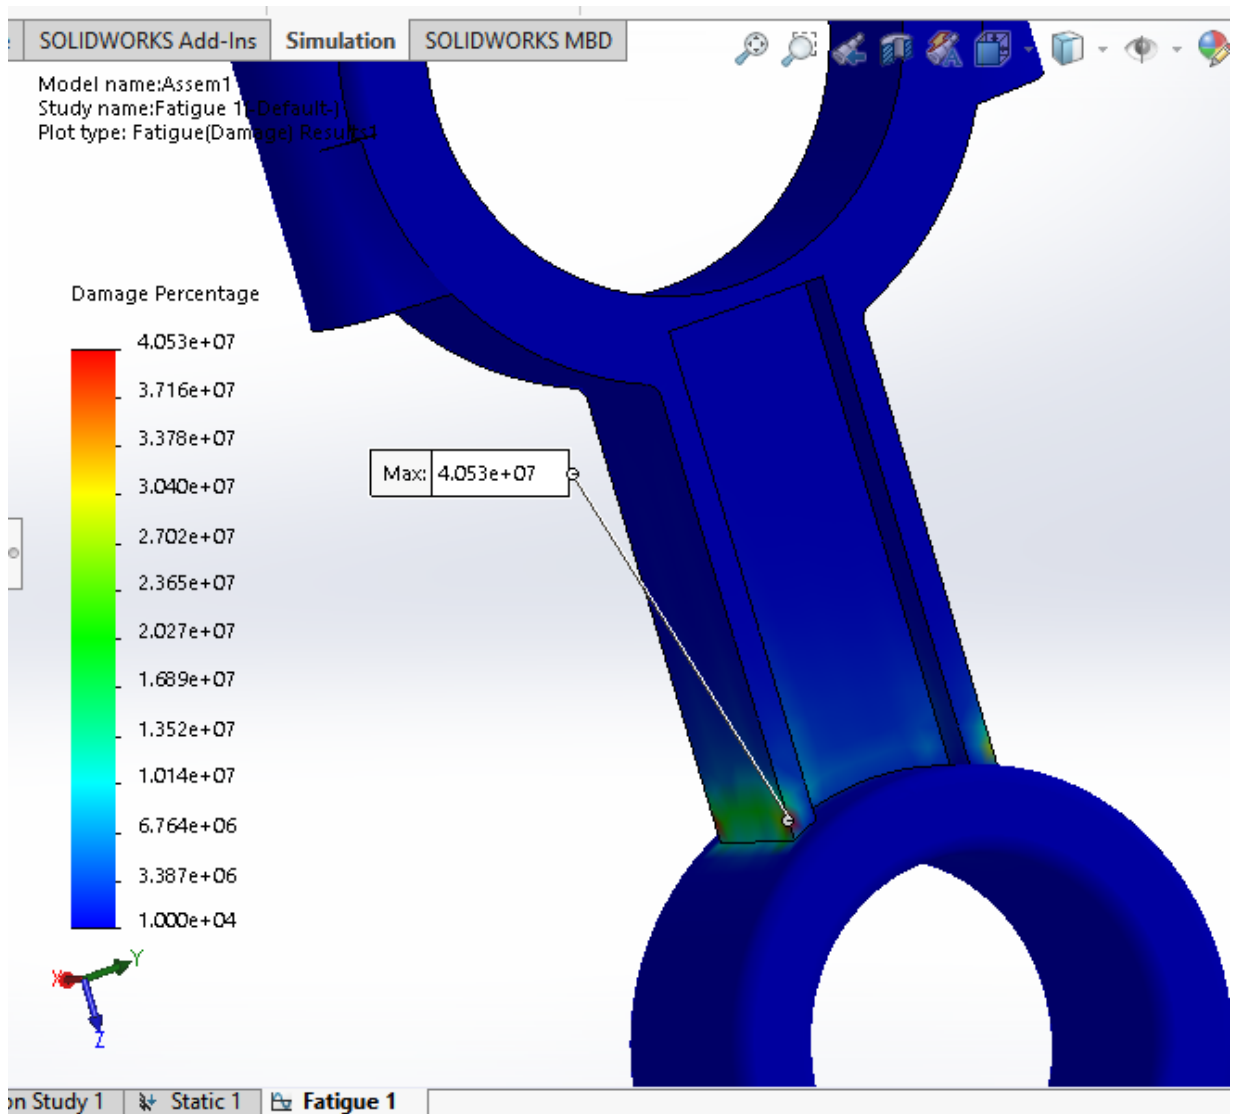 SOLIDWORKS Add-Ins Simulation SOLIDWORKS MBD
Model name:Assem1
Study name:Fatigue 1(-Default-)
Plot type: Fatigue(Damage) Results1
Damage Percentage
4.053e+07
3.716e+07
3.378e+07
3.040e+07
2.702e+07
2.365e+07
2.027e+07
1.689e+07
1.352e+07
1.014e+07
6.764e+06
3.387e+06
1.000e+04
Max: 4.053e+07
X Y
Z
on Study 1 Static 1 Fatigue 1